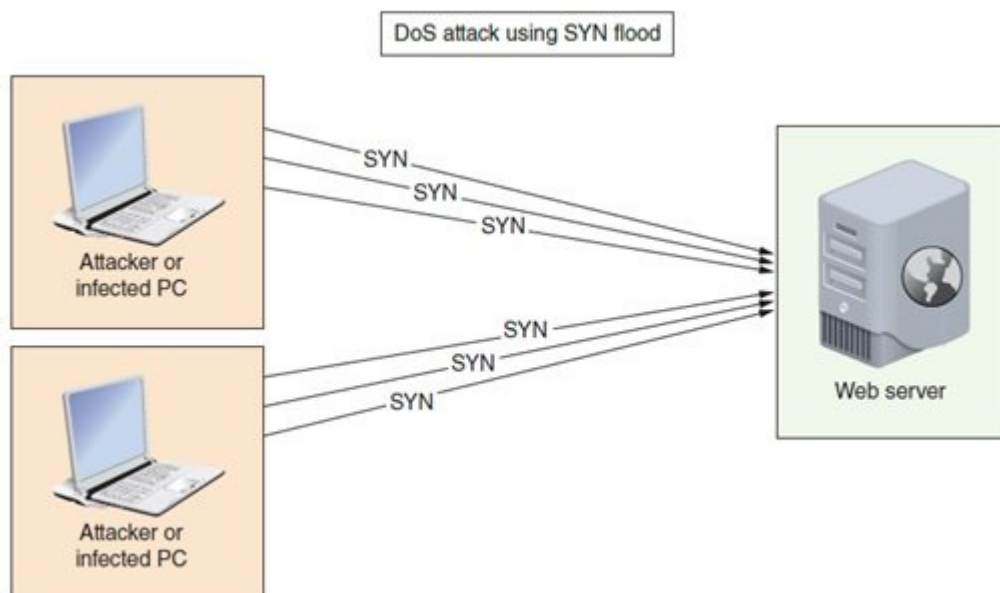 DoS attack using SYN flood
SYN
SYN
SYN
Attacker or
infected PC
SYN
SYN
SYN
Attacker or
infected PC
Web server